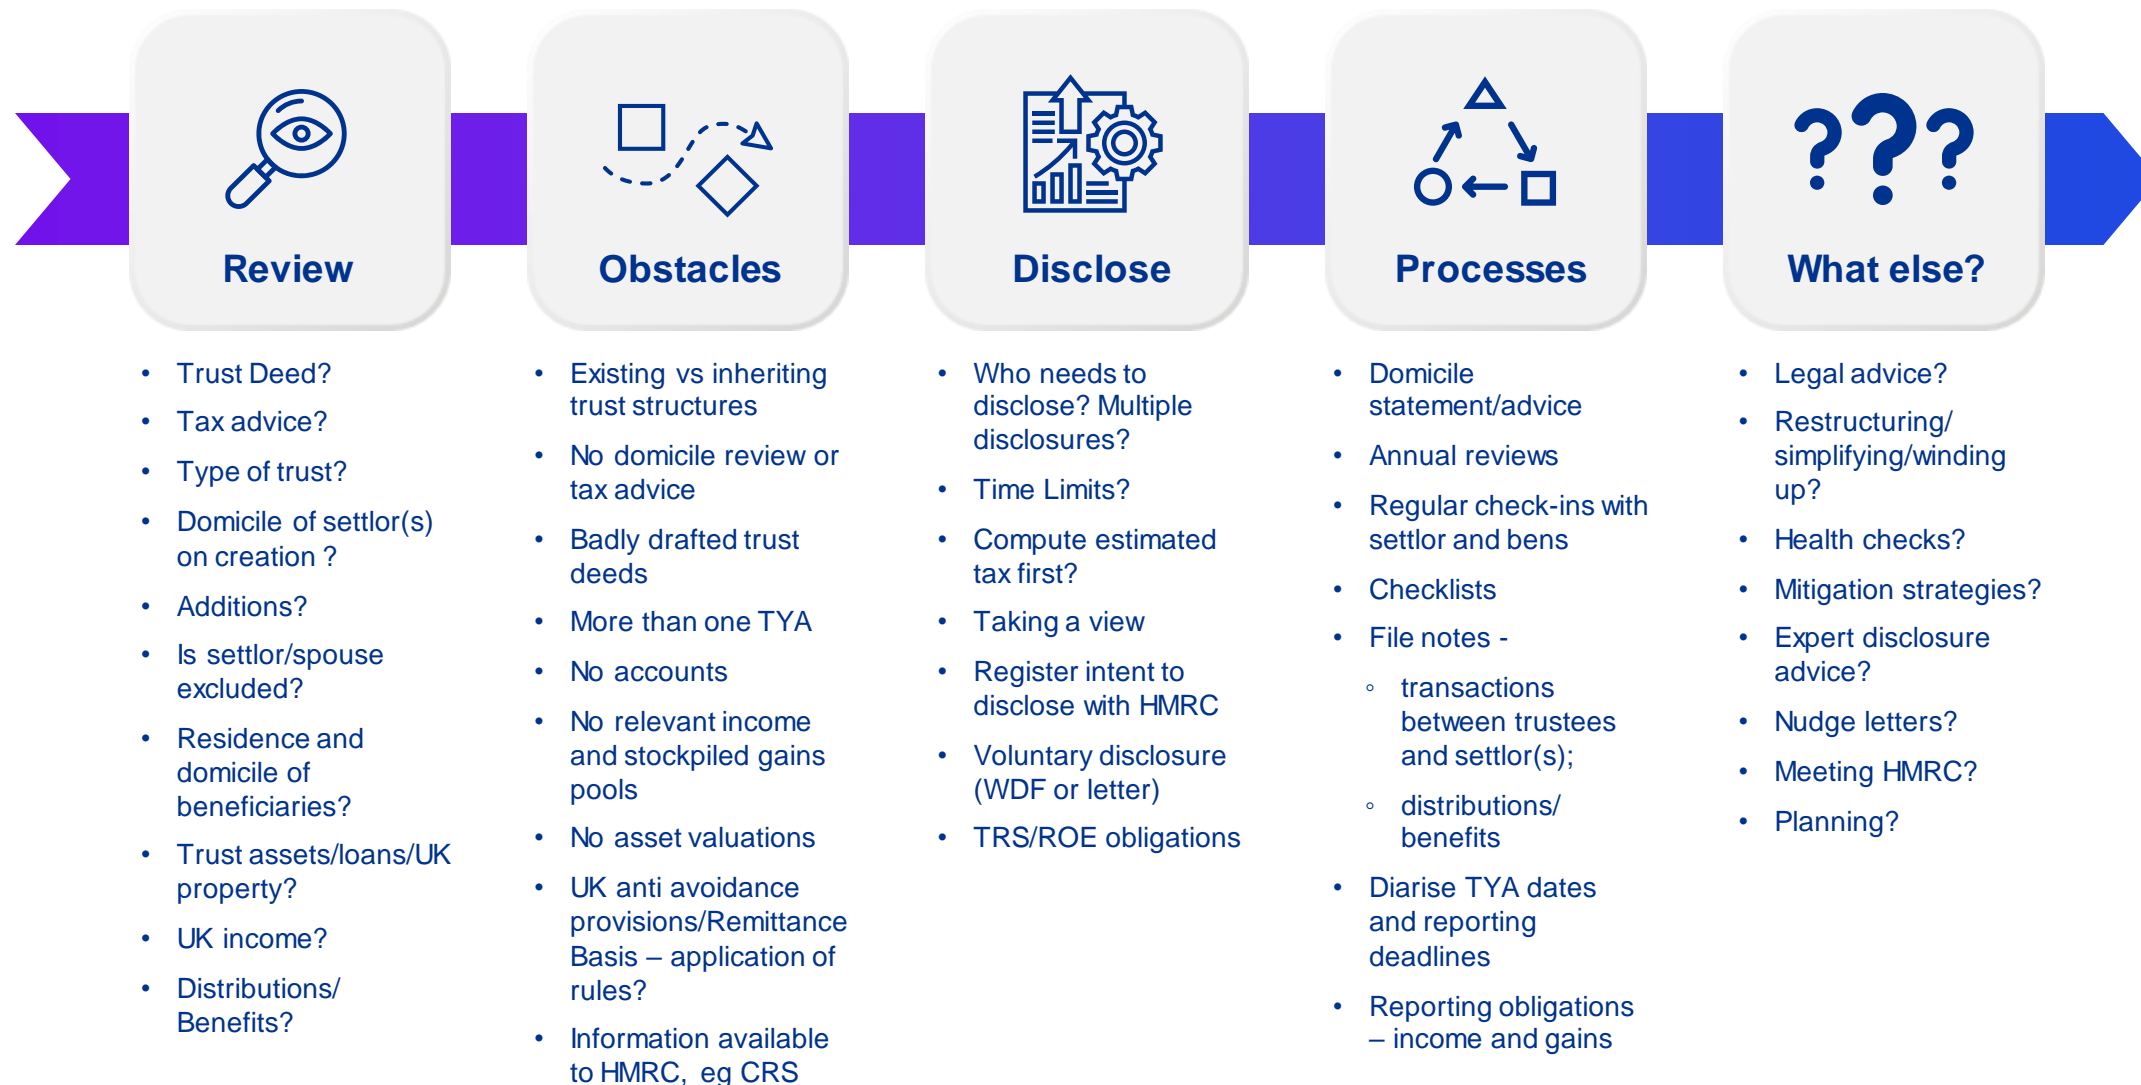 Review
Obstacles
Disclose
Processes
What else?
• Trust Deed?
• Tax advice?
• Type of trust?
• Domicile of settlor(s)
on creation ?
• Additions?
• Is settlor/spouse
excluded?
• Residence and
domicile of
beneficiaries?
• Trust assets/loans/UK
property?
• UK income?
• Distributions/
Benefits?
• Existing vs inheriting
trust structures
• No domicile review or
tax advice
• Badly drafted trust
deeds
• More than one TYA
• No accounts
• No relevant income
and stockpiled gains
pools
• No asset valuations
• UK anti avoidance
provisions/Remittance
Basis – application of
rules?
• Information available
to HMRC, eg CRS
• Who needs to
disclose? Multiple
disclosures?
• Time Limits?
• Compute estimated
tax first?
• Taking a view
• Register intent to
disclose with HMRC
• Voluntary disclosure
(WDF or letter)
• TRS/ROE obligations
• Domicile
statement/advice
• Annual reviews
• Regular check-ins with
settlor and bens
• Checklists
• File notes -
◦ transactions
between trustees
and settlor(s);
◦ distributions/
benefits
• Diarise TYA dates
and reporting
deadlines
• Reporting obligations
– income and gains
• Legal advice?
• Restructuring/
simplifying/winding
up?
• Health checks?
• Mitigation strategies?
• Expert disclosure
advice?
• Nudge letters?
• Meeting HMRC?
• Planning?